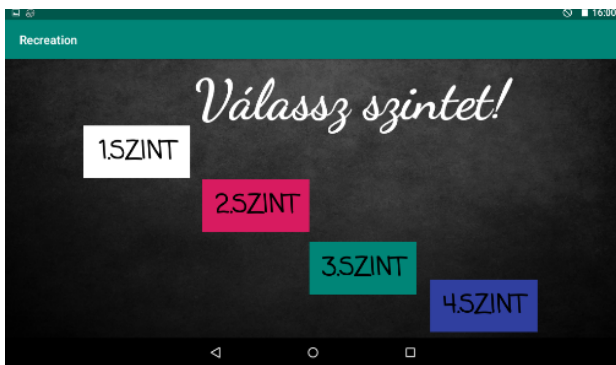 16:00
Recreation
Válassz szintet!
1.SZINT
2.SZINT
3.SZINT
4.SZINT